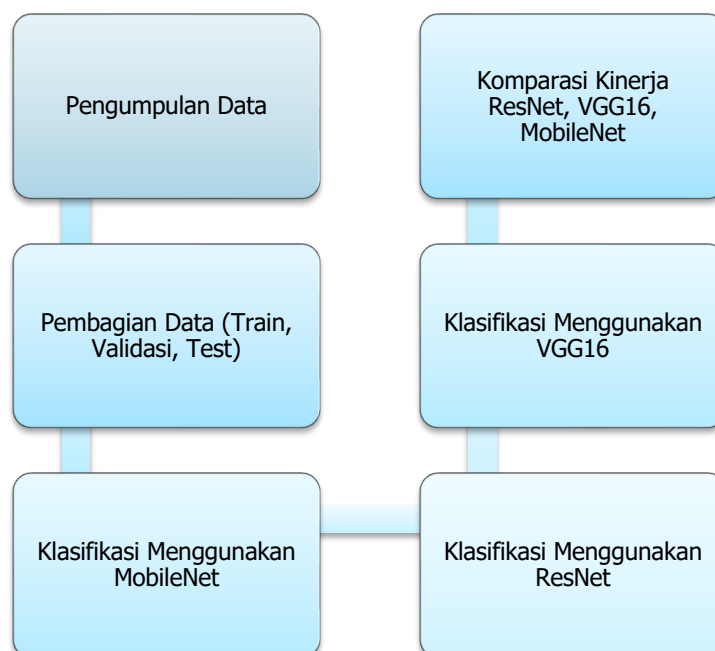 Pengumpulan Data
Pembagian Data (Train,
Validasi, Test)
Klasifikasi Menggunakan
MobileNet
Klasifikasi Menggunakan
ResNet
Klasifikasi Menggunakan
VGG16
Komparasi Kinerja
ResNet, VGG16,
MobileNet